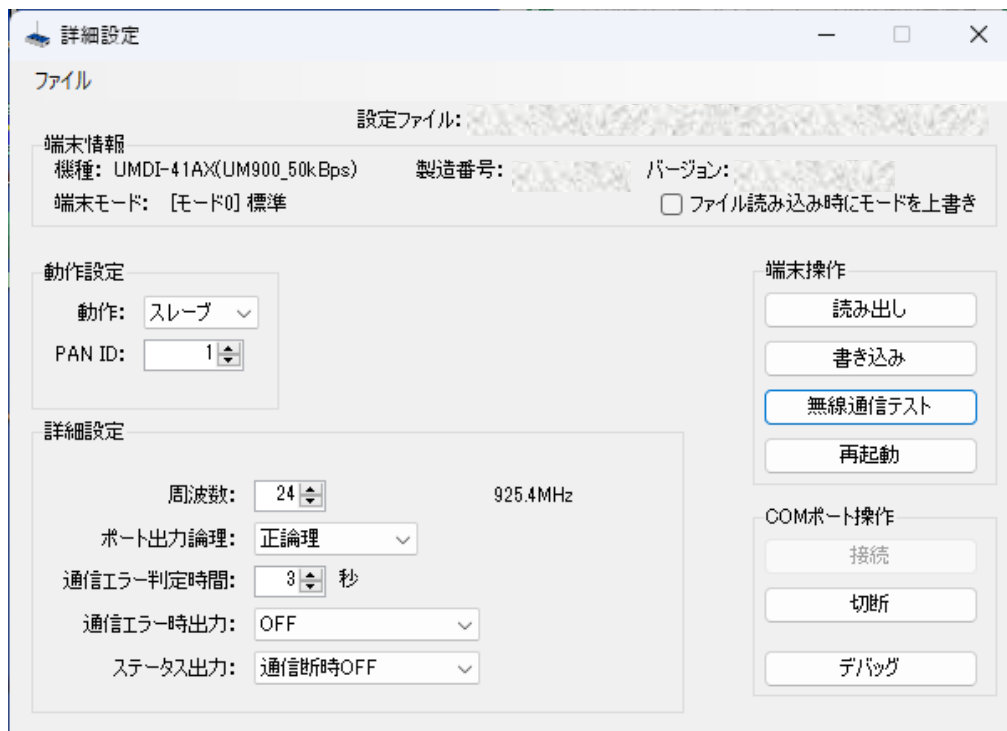 詳細設定
ファイル
設定ファイル:
端末情報
機種: UMDI-41AX(UM900_50kBps) 製造番号: バージョン:
端末モード: [モード0] 標準 ファイル読み込み時にモードを上書き
動作設定
動作: スレーブ
PAN ID: 1
詳細設定
周波数: 24 925.4MHz
ポート出力論理: 正論理
通信エラー判定時間: 3 秒
通信エラー時出力: OFF
ステータス出力: 通信断時OFF
端末操作
読み出し
書き込み
無線通信テスト
再起動
COMポート操作
接続
切断
デバッグ